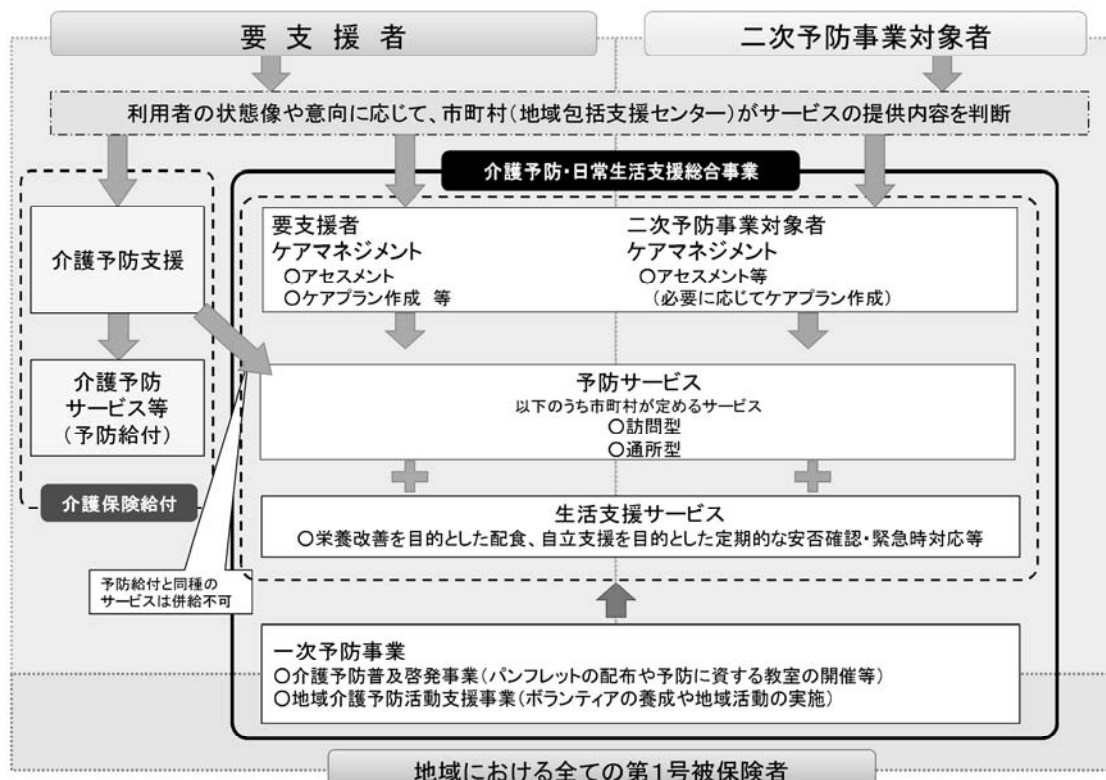 要支援者
二次予防事業対象者
利用者の状態像や意向に応じて、市町村（地域包括支援センター）がサービスの提供内容を判断
介護予防・日常生活支援総合事業
介護予防支援
要支援者
ケアマネジメント
○アセスメント
○ケアプラン作成 等
二次予防事業対象者
ケアマネジメント
○アセスメント等
（必要に応じてケアプラン作成）
介護予防
サービス等
（予防給付）
介護保険給付
予防サービス
以下のうち市町村が定めるサービス
○訪問型
○通所型
生活支援サービス
○栄養改善を目的とした配食、自立支援を目的とした定期的な安否確認・緊急時対応等
予防給付と同種の
サービスは併給不可
一次予防事業
○介護予防普及啓発事業（パンフレットの配布や予防に資する教室の開催等）
○地域介護予防活動支援事業（ボランティアの養成や地域活動の実施）
地域における全ての第1号被保険者